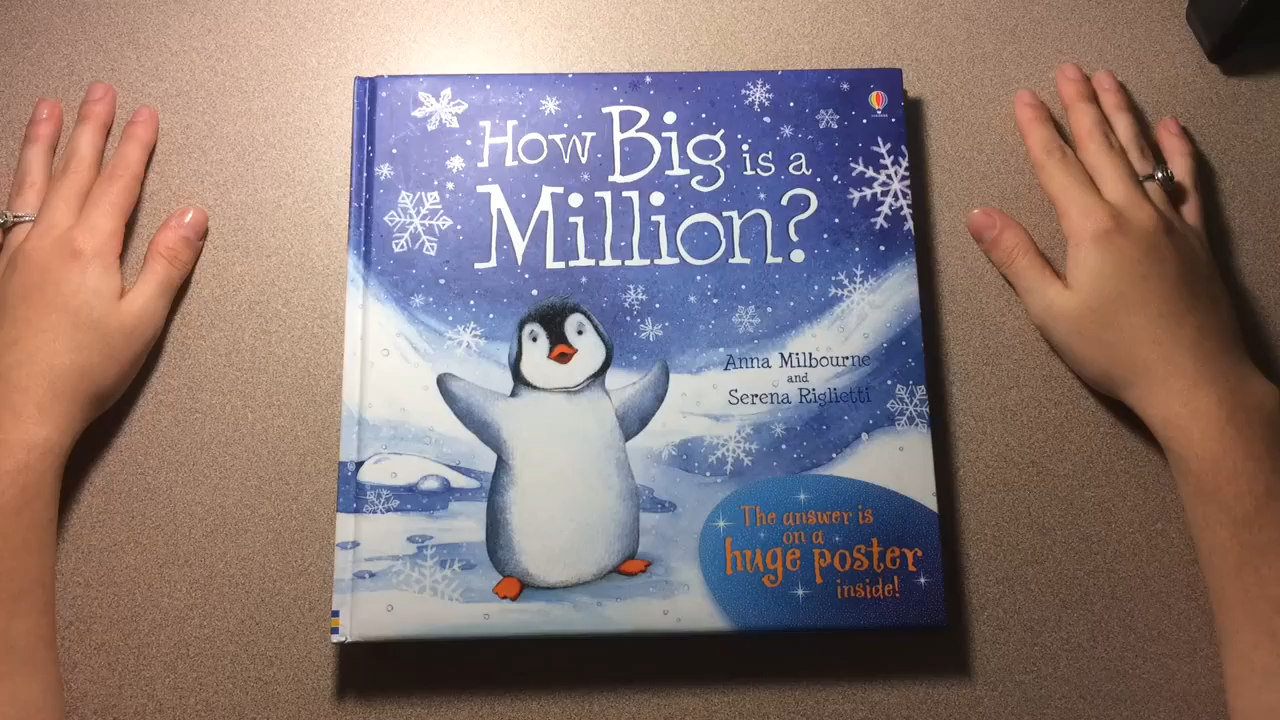 How Big is a
Million?
Anna Milbourne
and
Serena Riglietti
The answer is
on a
huge poster
inside!